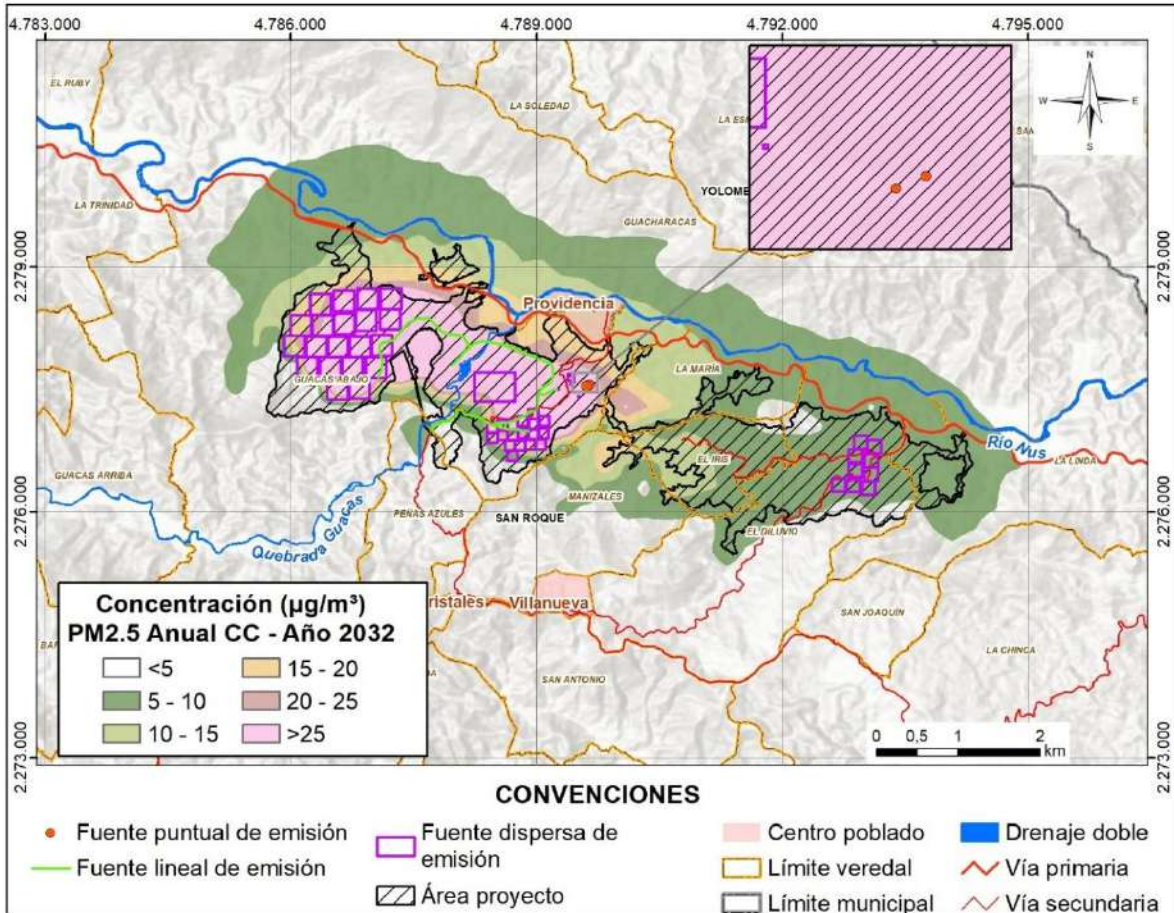 4.783.000
4.786.000
4.789.000
4.792.000
4.795.000
EL RUBY
LA SOLEDAD
N
W E
S
LA TRINIDAD
GUACHARACAS
2.279.000
2.279.000
Providencia
LA MARÍA
GUACAS ABAJO
EL IRIS
Río Nus
LA LINDA
GUACAS ARRIBA
MANIZALES
2.276.000
2.276.000
PEÑAS AZULES
SAN ROQUE
EL DILUVIO
Quebrada Guacas
Villanueva
SAN JOAQUÍN
LA CHINCA
SAN ANTONIO
Concentración (µg/m³)
PM2.5 Anual CC - Año 2032
<5
15 - 20
5 - 10
20 - 25
10 - 15
>25
0 0,5 1 2
km
2.273.000
2.273.000
CONVENCIONES
Fuente puntual de emisión
Fuente lineal de emisión
Fuente dispersa de
emisión
Área proyecto
Centro poblado
Límite veredal
Límite municipal
Drenaje doble
Vía primaria
Vía secundaria